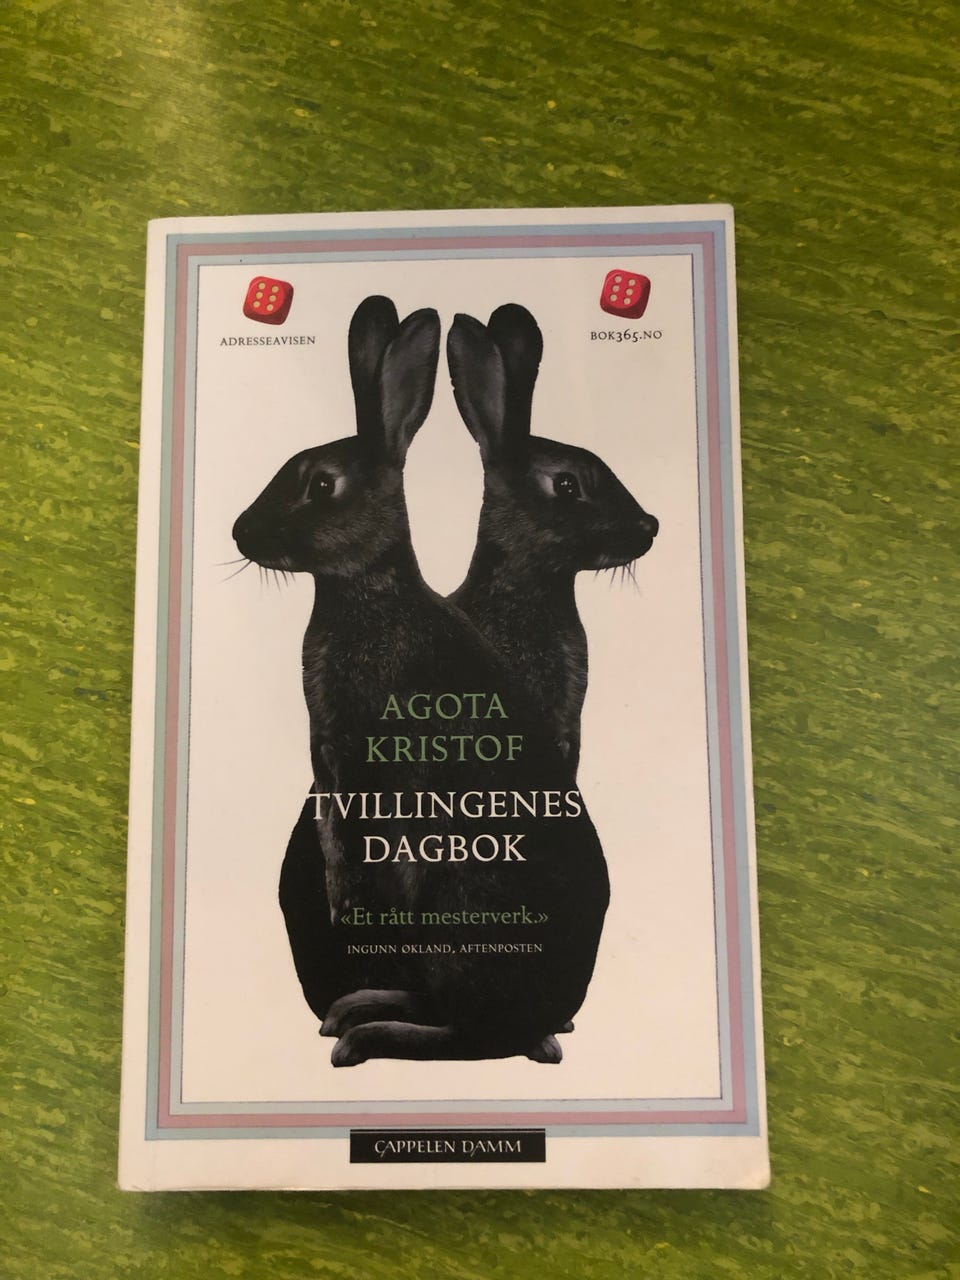 ADRESSEAVISEN
BOK365.NO
AGOTA
KRISTOF
TVILLINGENES
DAGBOK
«Et rått mesterverk.»
INGUNN ØKLAND, AFTENPOSTEN
CAPPELEN DAMM